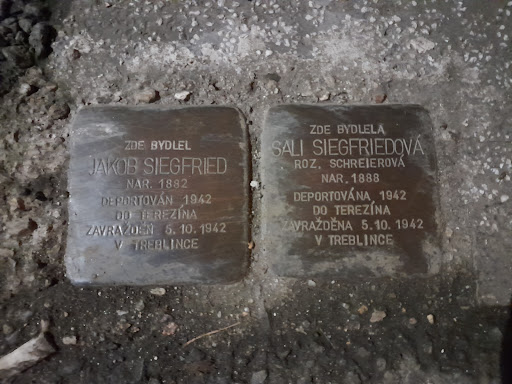 ZDE BYDLEL
JAKOB SIEGFRIED
NAR. 1882
DEPORTOVÁN 1942
DO TEREZÍNA
ZAVRAŽDĚN 5.10.1942
V TREBLINCE
ZDE BYDLELA
SALI SIEGFRIEDOVÁ
ROZ. SCHREIEROVÁ
NAR. 1888
DEPORTOVÁNA 1942
DO TEREZÍNA
ZAVRAŽDĚNA 5.10.1942
V TREBLINCE